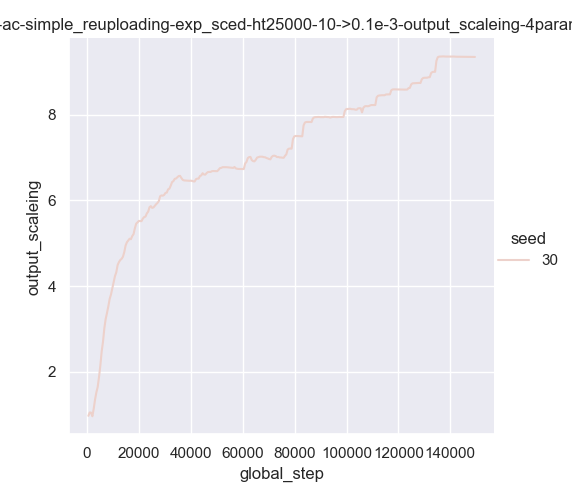 -ac-simple_reuploading-exp_sced-ht25000-10->0.1e-3-output_scaleing-4param
8
6
4
2
output_scaleing
0 20000 40000 60000 80000 100000 120000 140000
global_step
seed
30